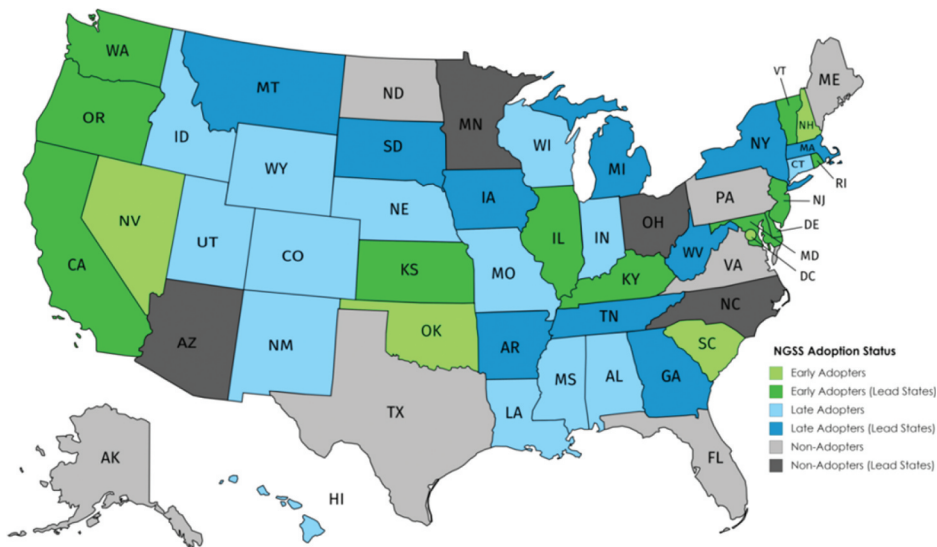 WA
MT
ND
MN
VT
ME
OR
ID
SD
WI
NY
NH
MA
CT
WY
MI
RI
IA
PA
NJ
NV
NE
OH
DE
UT
IL
IN
MD
CA
CO
WV
DC
KS
MO
KY
VA
TN
NC
AZ
OK
NM
AR
SC
NGSS Adoption Status
MS
AL
GA
Early Adopters
Early Adopters (Lead States)
TX
LA
Late Adopters
Late Adopters (Lead States)
AK
FL
Non-Adopters
Non-Adopters (Lead States)
HI